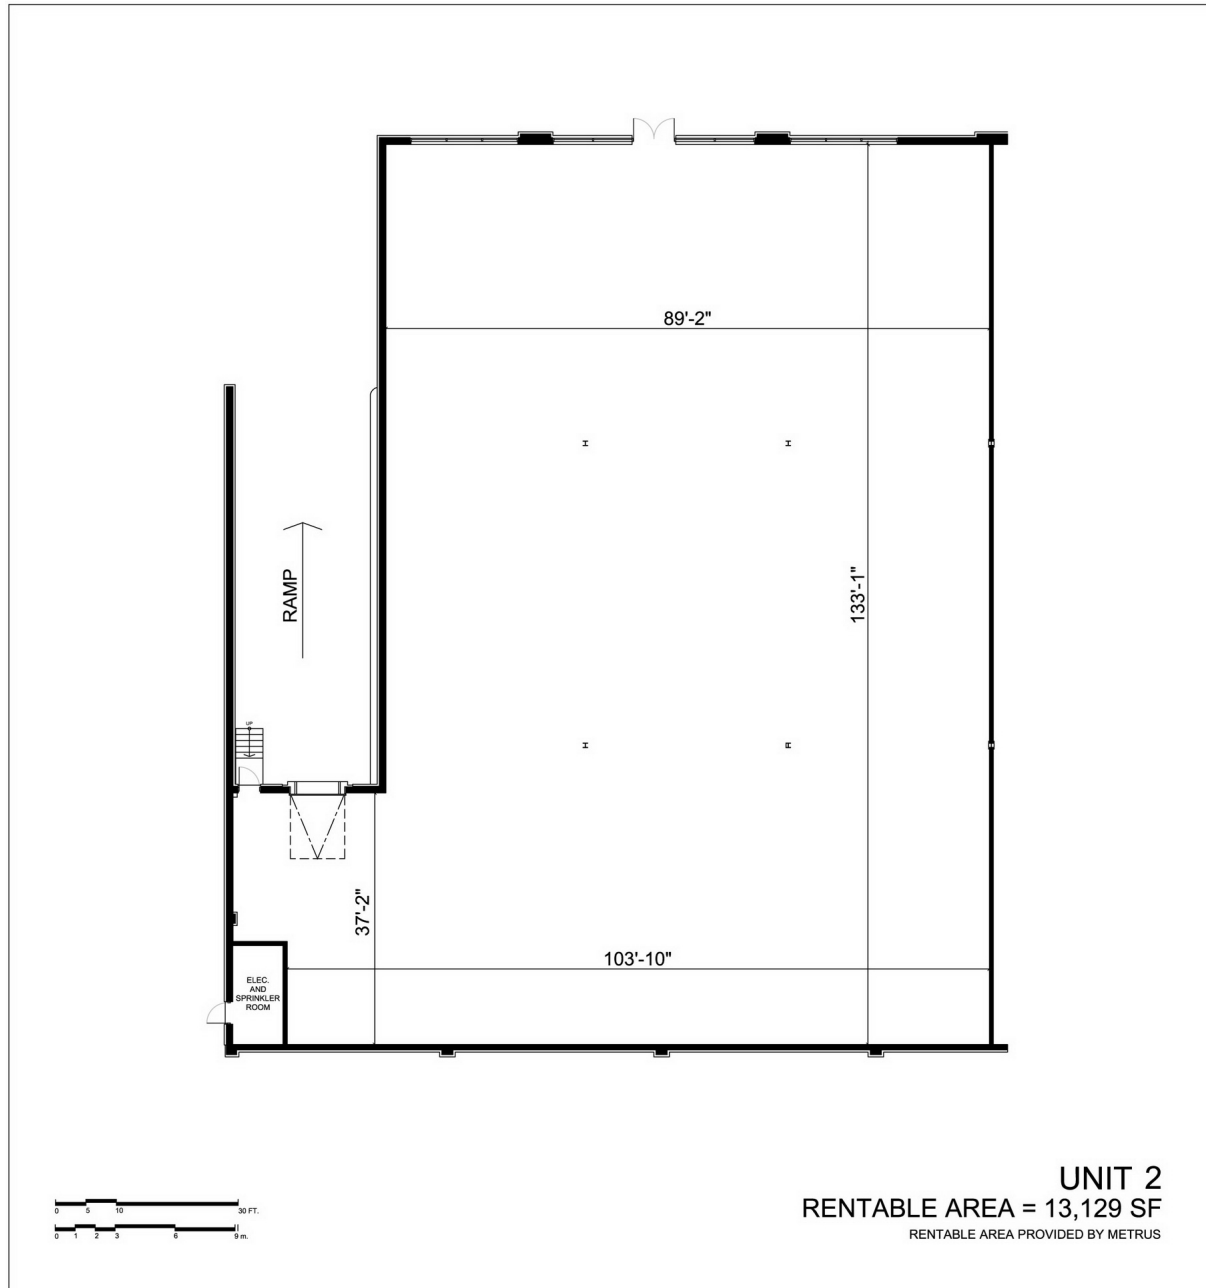 89'-2"
RAMP
133'-1"
UP
37'-2"
103'-10"
ELEC.
AND
SPRINKLER
ROOM
UNIT 2
RENTABLE AREA = 13,129 SF
RENTABLE AREA PROVIDED BY METRUS
0 5 10 30 FT.
0 1 2 3 6 9 m.